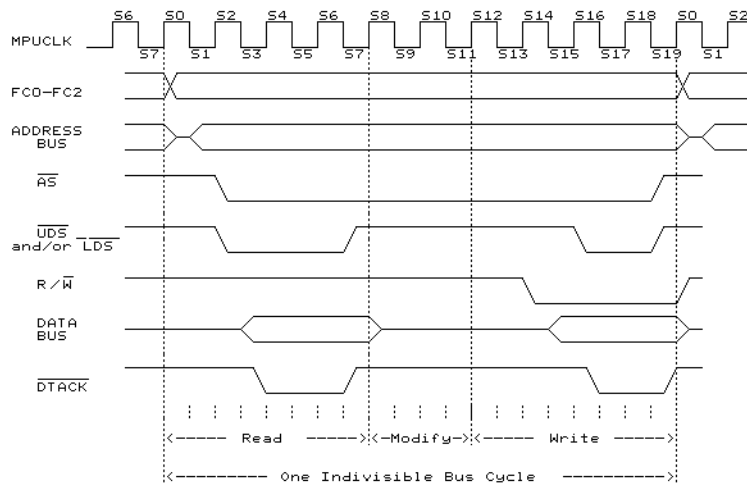 S6 S0 S2 S4 S6 S8 S10 S12 S14 S16 S18 S0 S2
MPUCLK
S7 S1 S3 S5 S7 S9 S11 S13 S15 S17 S19 S1
FC0-FC2
ADDRESS
BUS
AS
UDS
and/or LDS
R/W
DATA
BUS
DTACK
Read Modify Write
One Indivisible Bus Cycle